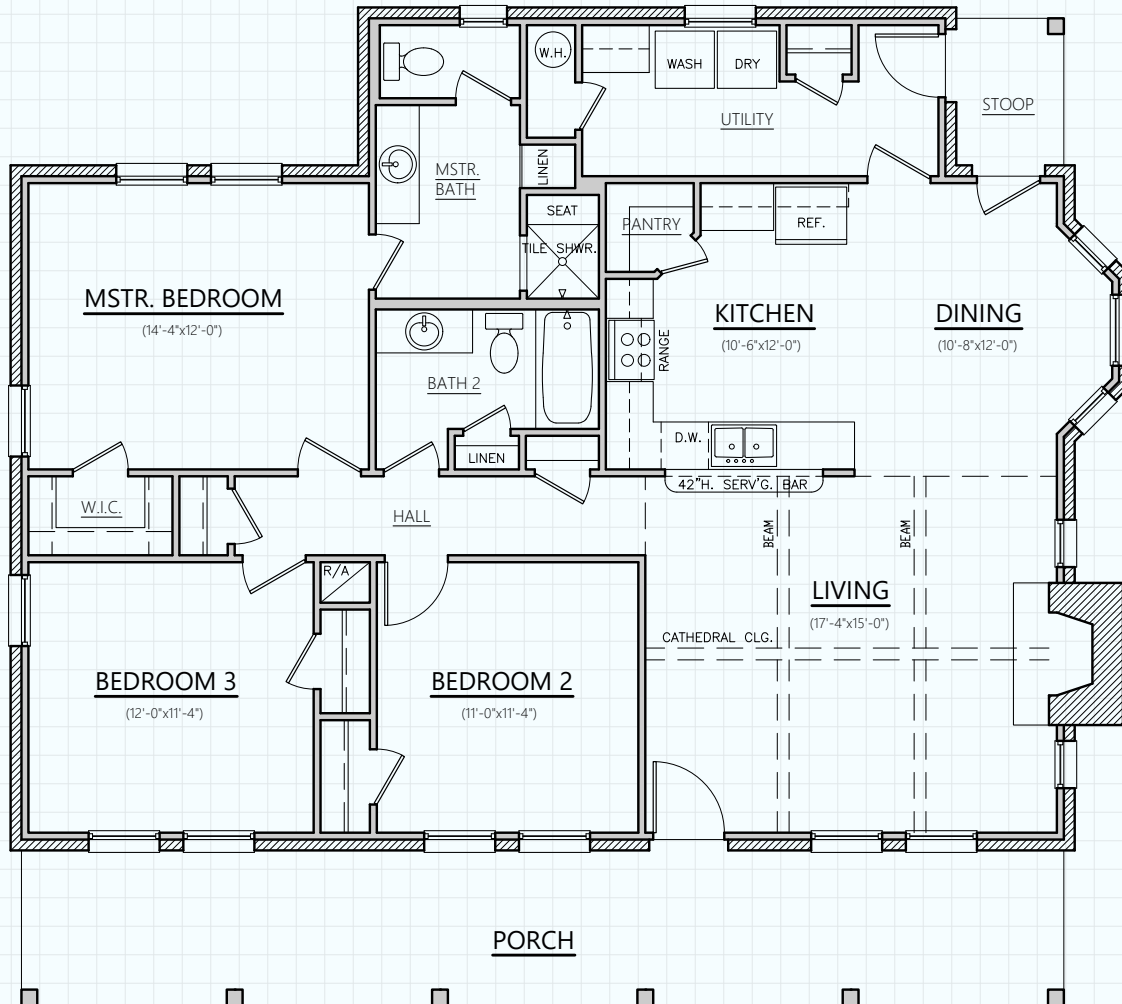 W.H.
WASH
DRY
STOOP
UTILITY
MSTR.
BATH
LINEN
SEAT
TILE SHWR.
PANTRY
REF.
MSTR. BEDROOM
(14'-4"x12'-0")
KITCHEN
(10'-6"x12'-0")
DINING
(10'-8"x12'-0")
RANGE
BATH 2
D.W.
LINEN
42"H. SERV'G. BAR
W.I.C.
HALL
BEAM
BEAM
R/A
LIVING
(17'-4"x15'-0")
CATHEDRAL CLG.
BEDROOM 3
(12'-0"x11'-4")
BEDROOM 2
(11'-0"x11'-4")
PORCH